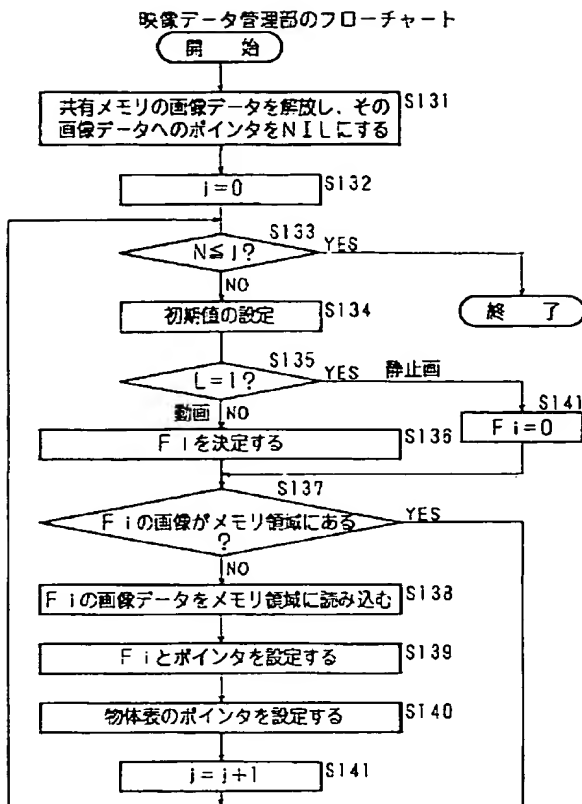 映像データ管理部のフローチャート
開 始
共有メモリの画像データを解放し、その
画像データへのポインタをNILにする
S131
j=0
S132
S133
N≦j?
YES
NO
初期値の設定
S134
終 了
S135
L=1?
YES
静止画
動画
NO
S141
Fi=0
Fiを決定する
S136
S137
Fiの画像がメモリ領域にある
?
YES
NO
Fiの画像データをメモリ領域に読み込む
S138
Fiとポインタを設定する
S139
物体表のポインタを設定する
S140
j=j+1
S141